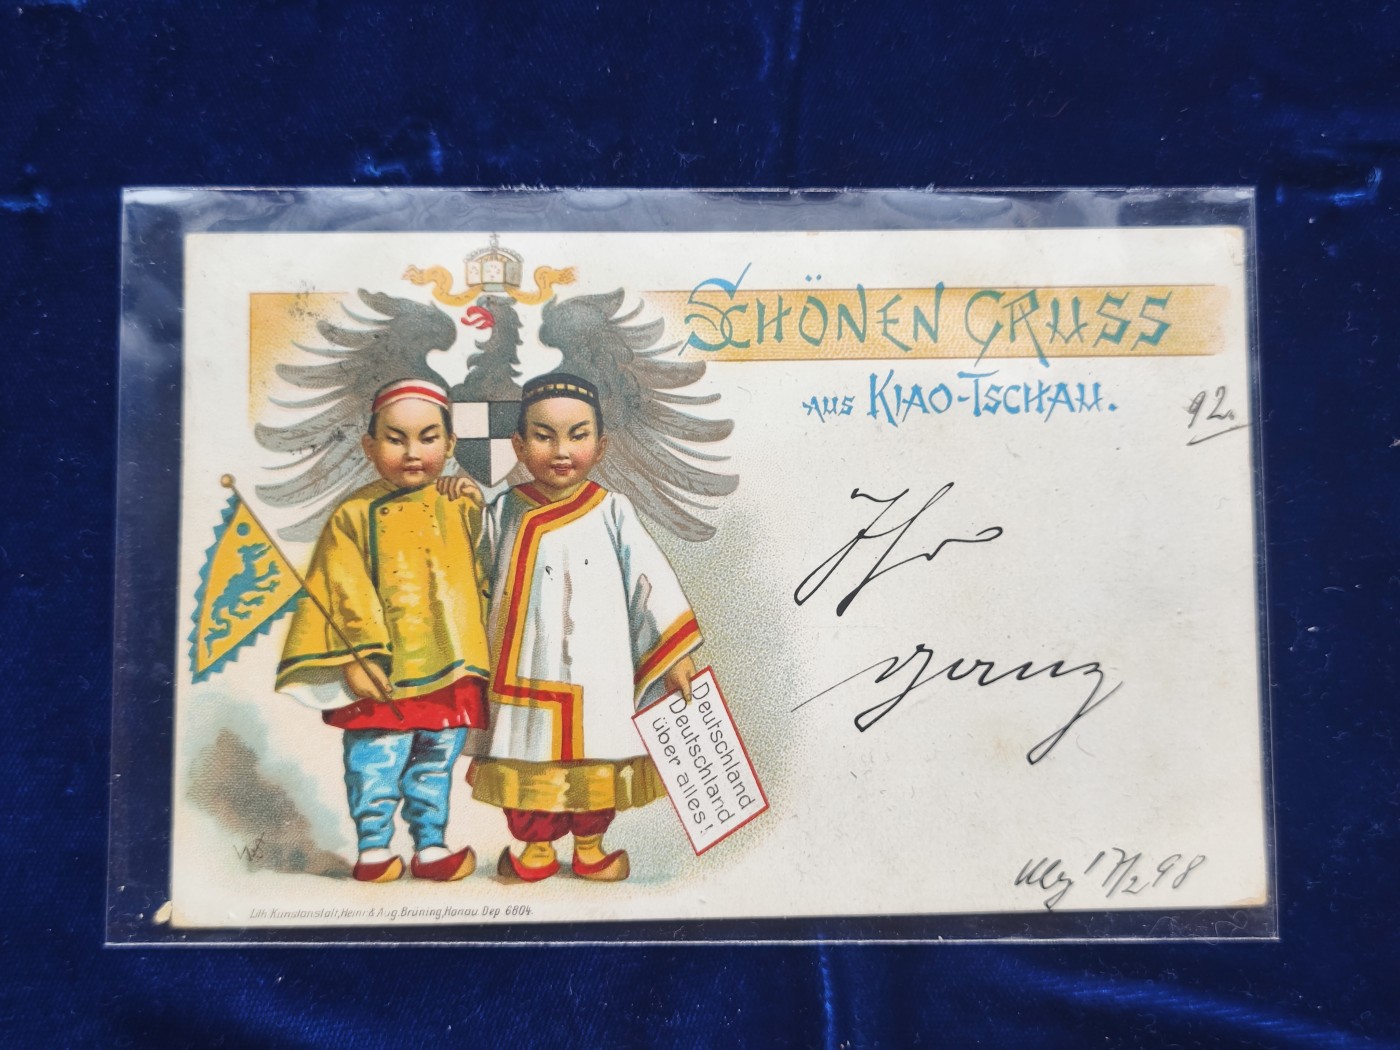 SCHÖNEN GRUSS
AUS KIAO-TSCHAU.
92.
Deutschland
Deutschland
über alles!
17/2 98
Lith. Kunstanstalt, Heinr. & Aug. Brüning, Hanau. Dep. 6804.